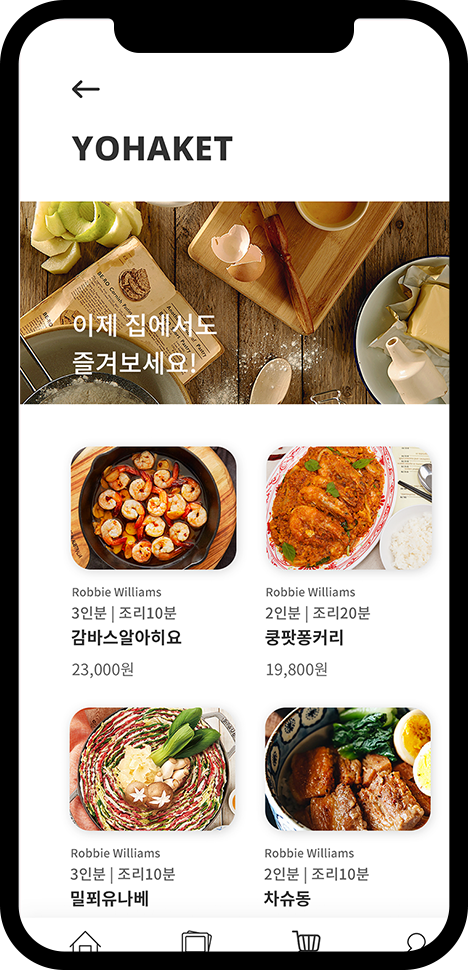 YOHAKET
이제 집에서도
즐겨보세요!
Robbie Williams
3인분 | 조리10분
감바스알아히요
23,000원
Robbie Williams
2인분 | 조리20분
쿵팟퐁커리
19,800원
Robbie Williams
3인분 | 조리10분
밀푀유나베
Robbie Williams
2인분 | 조리10분
차슈동